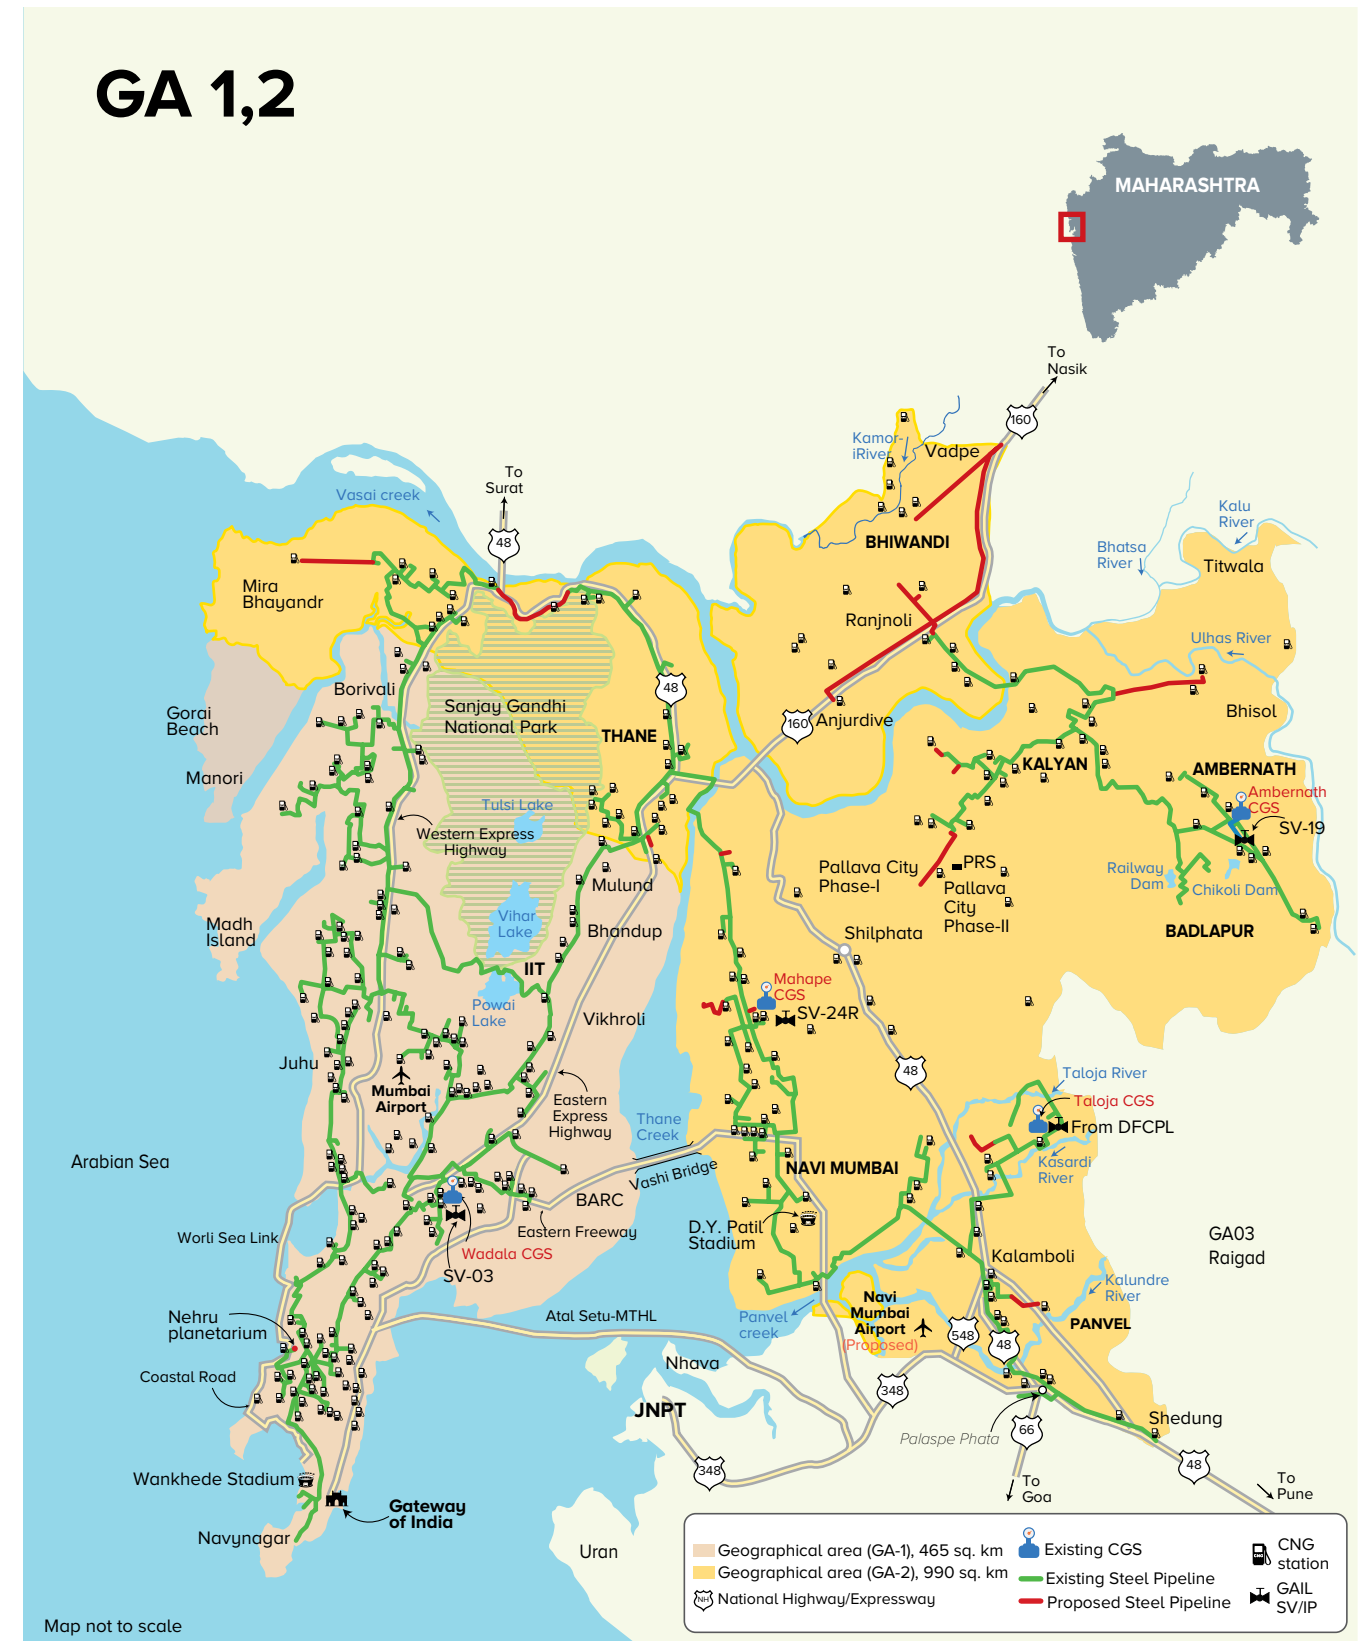 GA 1,2
MAHARASHTRA
To
Nasik
160
Kamor-
iRiver
Vadpe
To
Surat
Vasai creek
48
Kalu
River
BHIWANDI
Bhatsa
River
Titwala
Mira
Bhayandr
Ranjnoli
Ulhas River
Borivali
48
Sanjay Gandhi
National Park
Gorai
Beach
160
Anjurdive
Bhisol
THANE
KALYAN
AMBERNATH
Manori
Ambernath
CGS
Tulsi Lake
SV-19
Western Express
Highway
Pallava City
Phase-I
PRS
Railway
Dam
Chikoli Dam
Mulund
Pallava
City
Phase-II
Vihar
Lake
Madh
Island
Bhandup
Shilphata
BADLAPUR
IIT
Mahape
CGS
Powai
Lake
Vikhroli
SV-24R
Juhu
48
Taloja River
Mumbai
Airport
Eastern
Express
Highway
Taloja CGS
Thane
Creek
From DFCPL
Arabian Sea
Kasardi
River
Vashi Bridge
NAVI MUMBAI
BARC
D.Y. Patil
Stadium
Eastern Freeway
Worli Sea Link
GA03
Raigad
Wadala CGS
Kalamboli
SV-03
Kalundre
River
Nehru
planetarium
Atal Setu-MTHL
Panvel
creek
Navi
Mumbai
Airport
(Proposed)
PANVEL
548
48
Nhava
Coastal Road
348
JNPT
Shedung
66
Palaspe Phata
348
48
Wankhede Stadium
To
Goa
To
Pune
Gateway
of India
Navynagar
Uran
Geographical area (GA-1), 465 sq. km
Geographical area (GA-2), 990 sq. km
NH
National Highway/Expressway
Existing CGS
Existing Steel Pipeline
Proposed Steel Pipeline
CNG
station
GAIL
SV/IP
Map not to scale